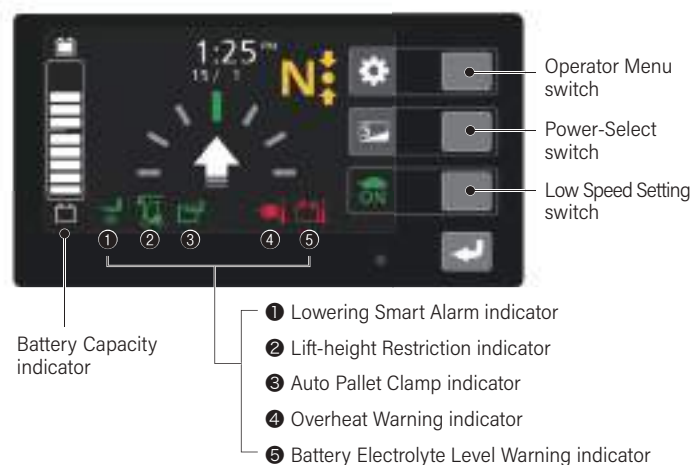 1:25 PM
15/ 1
N
ON
① ② ③ ④ ⑤
Operator Menu
switch
Power-Select
switch
Low Speed Setting
switch
Battery Capacity
indicator
❶ Lowering Smart Alarm indicator
❷ Lift-height Restriction indicator
❸ Auto Pallet Clamp indicator
❹ Overheat Warning indicator
❺ Battery Electrolyte Level Warning indicator